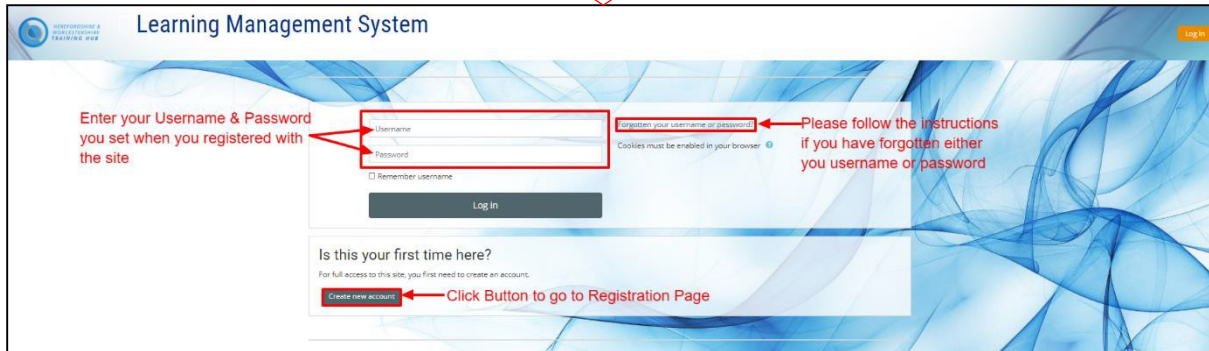 HEREFORDSHIRE &
WORCESTERSHIRE
TRAINING HUB
Learning Management System
Log in
Enter your Username & Password
you set when you registered with
the site
Username
Password
Remember username
Log in
Forgotten your username or password?
Cookies must be enabled in your browser
Please follow the instructions
if you have forgotten either
you username or password
Is this your first time here?
For full access to this site, you first need to create an account.
Create new account
Click Button to go to Registration Page